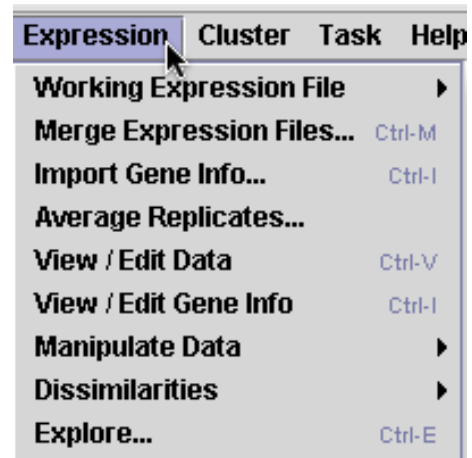 Expression Cluster Task Help
Working Expression File
Merge Expression Files... Ctrl-M
Import Gene Info... Ctrl-I
Average Replicates...
View / Edit Data Ctrl-V
View / Edit Gene Info Ctrl-I
Manipulate Data
Dissimilarities
Explore... Ctrl-E